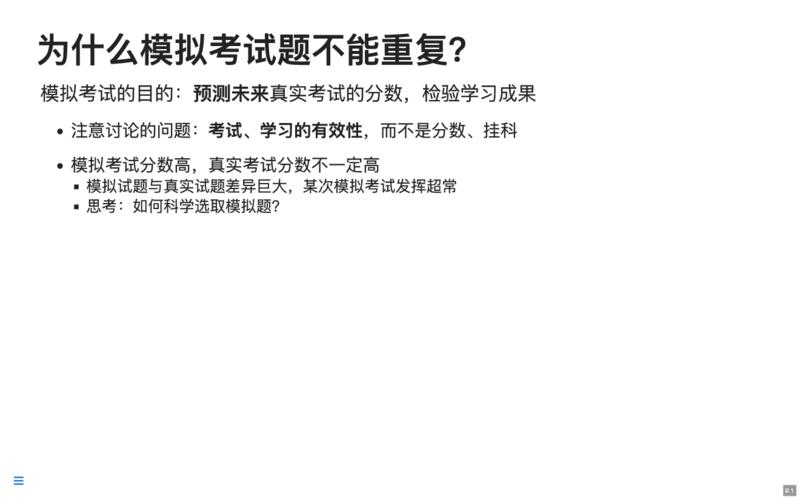 为什么模拟考试题不能重复?
模拟考试的目的：预测未来真实考试的分数，检验学习成果
• 注意讨论的问题：考试、学习的有效性，而不是分数、挂科
• 模拟考试分数高，真实考试分数不一定高
▪ 模拟试题与真实试题差异巨大，某次模拟考试发挥超常
▪ 思考：如何科学选取模拟题?
9.1